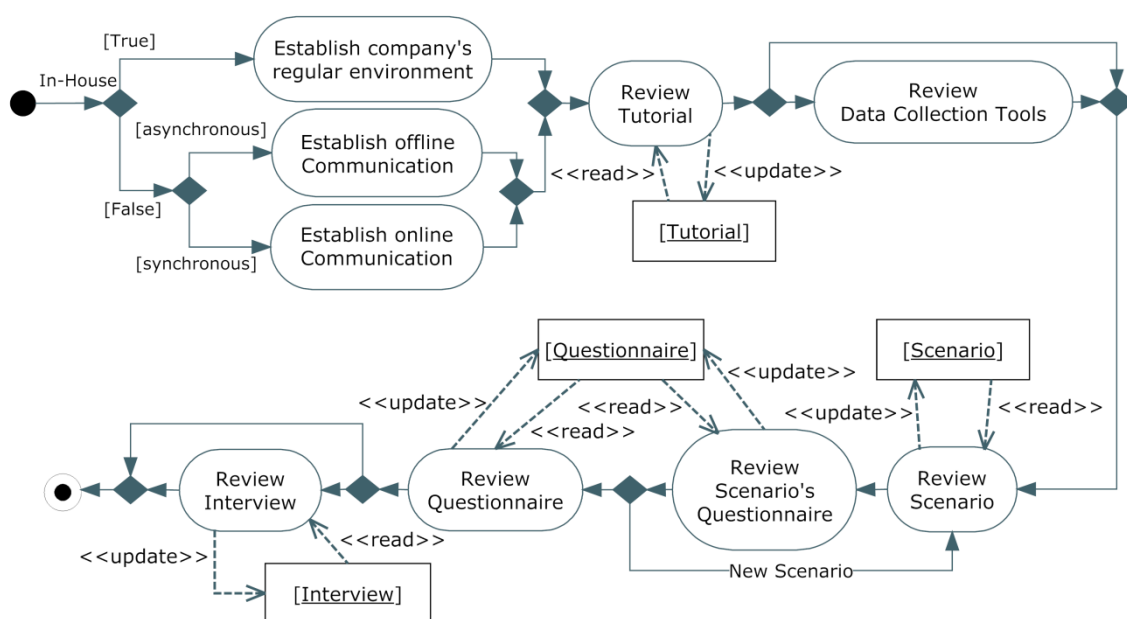 [True]
Establish company's
regular environment
In-House
Review
Tutorial
Review
Data Collection Tools
[asynchronous]
Establish offline
Communication
<<read>>
<<update>>
[False]
[Tutorial]
Establish online
Communication
[synchronous]
[Questionnaire]
[Scenario]
<<update>>
<<update>>
<<read>>
<<read>>
<<update>>
<<read>>
Review
Interview
Review
Questionnaire
Review
Scenario's
Questionnaire
Review
Scenario
<<update>>
<<read>>
New Scenario
[Interview]